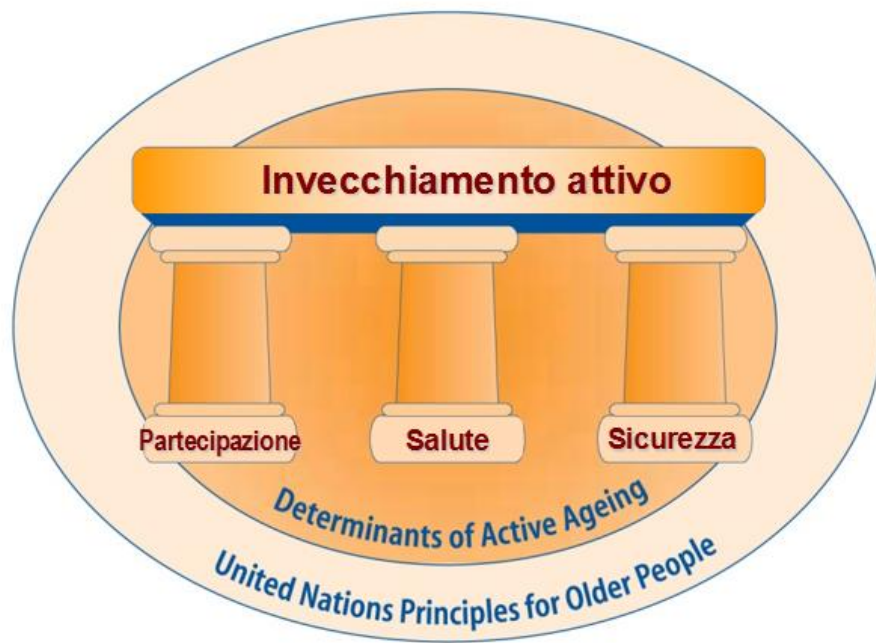 Invecchiamento attivo
Partecipazione
Salute
Sicurezza
Determinants of Active Ageing
United Nations Principles for Older People